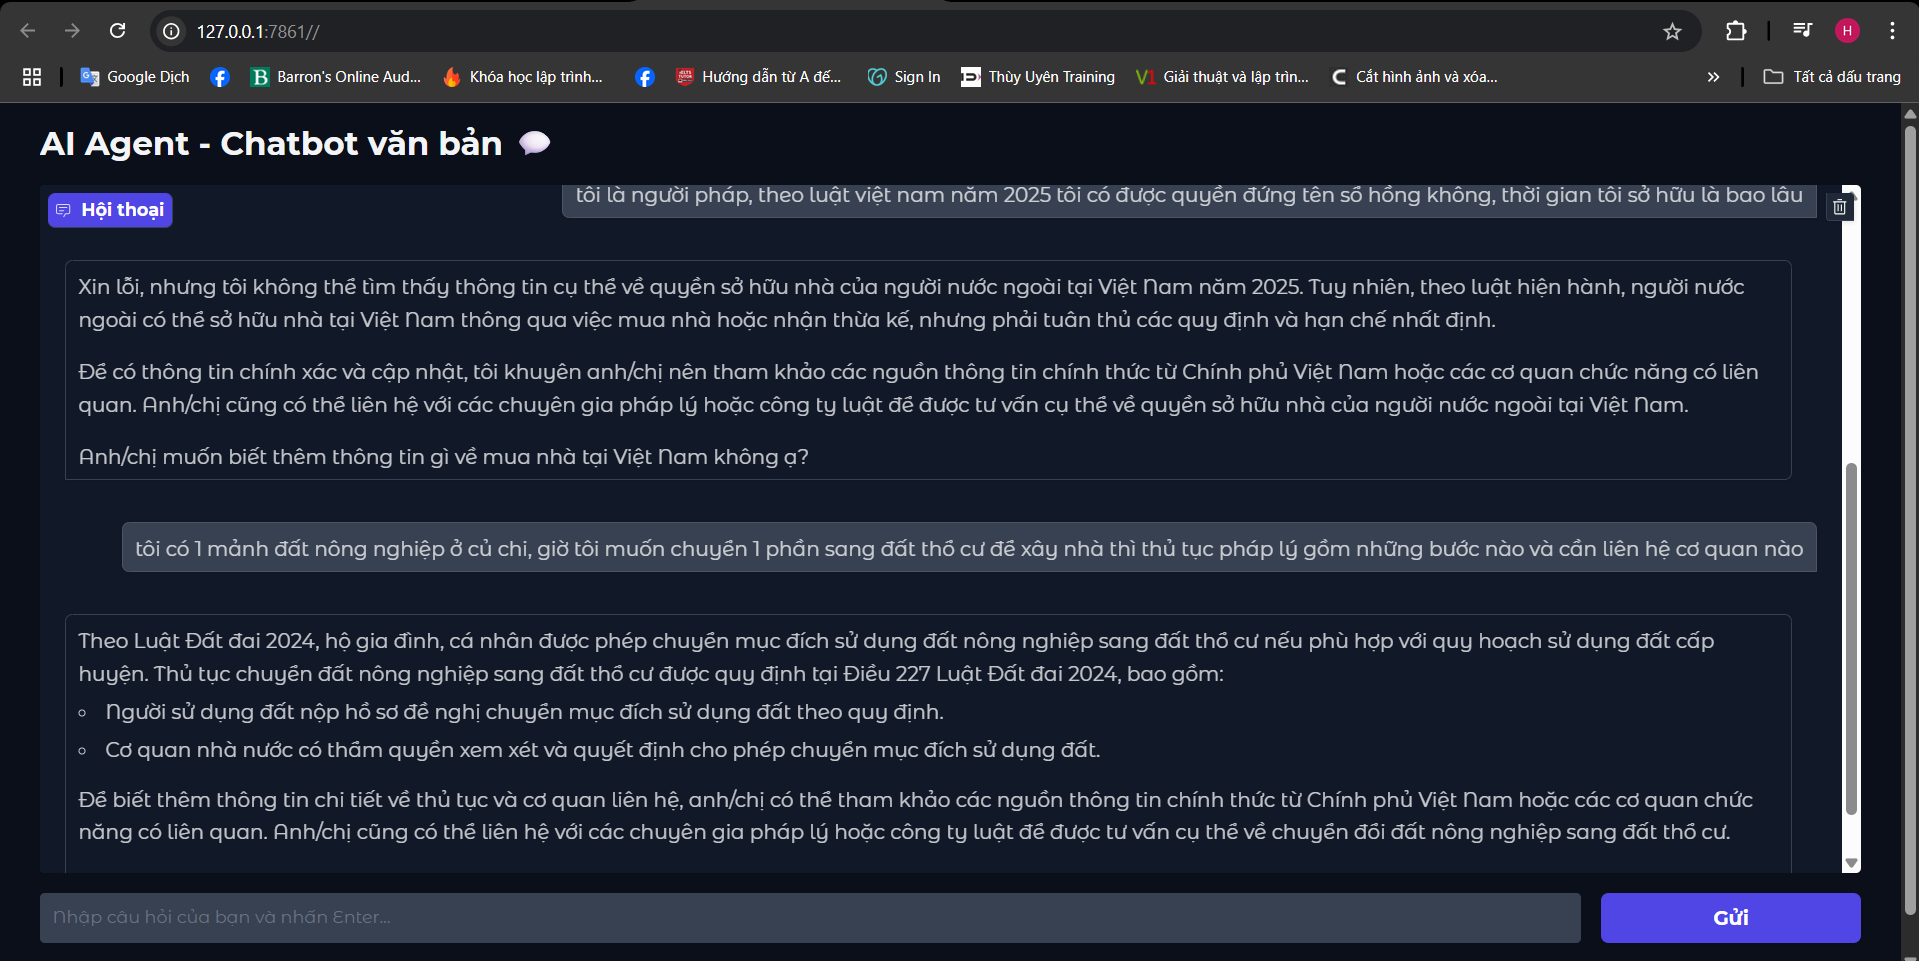 127.0.0.1:7861//
Google Dịch
Barron's Online Aud...
Khóa học lập trình...
Hướng dẫn từ A đế...
Sign In
Thùy Uyên Training
Giải thuật và lập trìn...
Cắt hình ảnh và xóa...
Tất cả dấu trang
H
AI Agent - Chatbot văn bản
Hội thoại
tôi là người pháp, theo luật việt nam năm 2025 tôi có được quyền đứng tên sổ hồng không, thời gian tôi sở hữu là bao lâu
Xin lỗi, nhưng tôi không thể tìm thấy thông tin cụ thể về quyền sở hữu nhà của người nước ngoài tại Việt Nam năm 2025. Tuy nhiên, theo luật hiện hành, người nước
ngoài có thể sở hữu nhà tại Việt Nam thông qua việc mua nhà hoặc nhận thừa kế, nhưng phải tuân thủ các quy định và hạn chế nhất định.
Để có thông tin chính xác và cập nhật, tôi khuyên anh/chị nên tham khảo các nguồn thông tin chính thức từ Chính phủ Việt Nam hoặc các cơ quan chức năng có liên
quan. Anh/chị cũng có thể liên hệ với các chuyên gia pháp lý hoặc công ty luật để được tư vấn cụ thể về quyền sở hữu nhà của người nước ngoài tại Việt Nam.
Anh/chị muốn biết thêm thông tin gì về mua nhà tại Việt Nam không ạ?
tôi có 1 mảnh đất nông nghiệp ở củ chi, giờ tôi muốn chuyển 1 phần sang đất thổ cư để xây nhà thì thủ tục pháp lý gồm những bước nào và cần liên hệ cơ quan nào
Theo Luật Đất đai 2024, hộ gia đình, cá nhân được phép chuyển mục đích sử dụng đất nông nghiệp sang đất thổ cư nếu phù hợp với quy hoạch sử dụng đất cấp
huyện. Thủ tục chuyển đất nông nghiệp sang đất thổ cư được quy định tại Điều 227 Luật Đất đai 2024, bao gồm:
Người sử dụng đất nộp hồ sơ đề nghị chuyển mục đích sử dụng đất theo quy định.
Cơ quan nhà nước có thẩm quyền xem xét và quyết định cho phép chuyển mục đích sử dụng đất.
Để biết thêm thông tin chi tiết về thủ tục và cơ quan liên hệ, anh/chị có thể tham khảo các nguồn thông tin chính thức từ Chính phủ Việt Nam hoặc các cơ quan chức
năng có liên quan. Anh/chị cũng có thể liên hệ với các chuyên gia pháp lý hoặc công ty luật để được tư vấn cụ thể về chuyển đổi đất nông nghiệp sang đất thổ cư.
Nhập câu hỏi của bạn và nhấn Enter...
Gửi